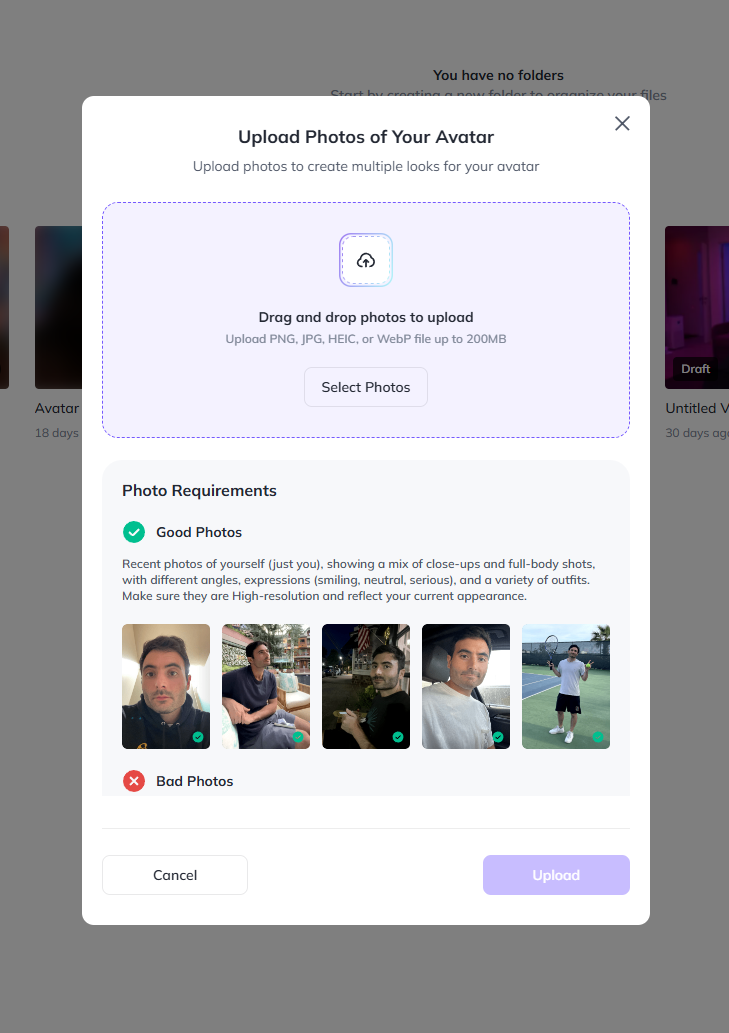 You have no folders
Start by creating a new folder to organize your files
Upload Photos of Your Avatar
Upload photos to create multiple looks for your avatar
Drag and drop photos to upload
Upload PNG, JPG, HEIC, or WebP file up to 200MB
Select Photos
Draft
Avatar
Untitled V
18 days
30 days ago
Photo Requirements
Good Photos
Recent photos of yourself (just you), showing a mix of close-ups and full-body shots,
with different angles, expressions (smiling, neutral, serious), and a variety of outfits.
Make sure they are High-resolution and reflect your current appearance.
Bad Photos
Cancel
Upload